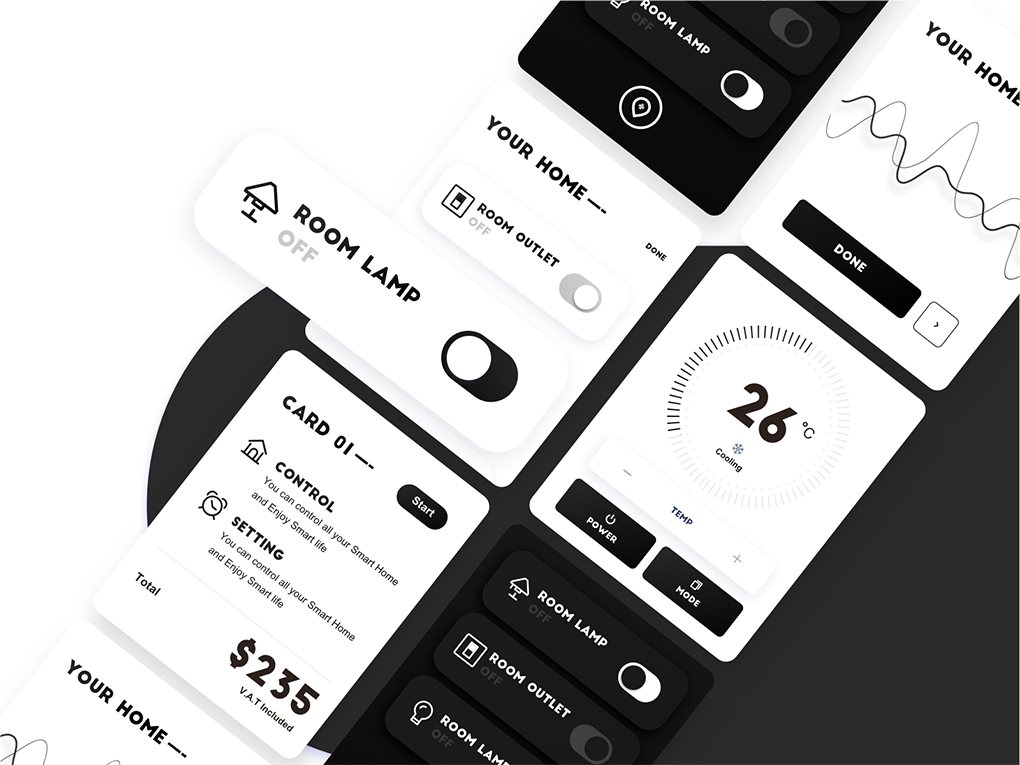 ROOM LAMP
OFF
YOUR HOME —-
ROOM OUTLET
OFF
DONE
YOUR HOME
DONE
ROOM LAMP
OFF
26 °C
Cooling
TEMP
POWER
MODE
CARD 01 —-
CONTROL
You can control all your Smart Home
and Enjoy Smart life
Start
SETTING
You can control all your Smart Home
and Enjoy Smart life
Total
$235
V.A.T Included
ROOM LAMP
OFF
ROOM OUTLET
OFF
ROOM LAMP
OFF
YOUR HOME —-